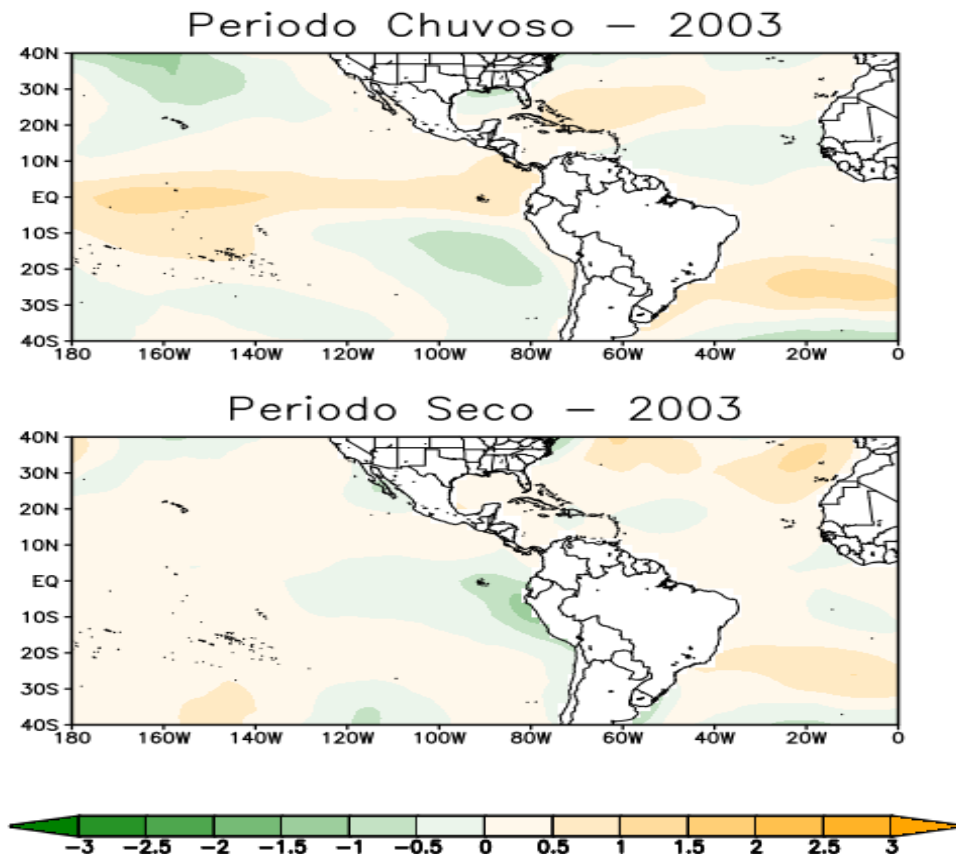 Periodo Chuvoso – 2003
40N
30N
20N
10N
EQ
10S
20S
30S
40S
180 160W 140W 120W 100W 80W 60W 40W 20W 0
Periodo Seco – 2003
40N
30N
20N
10N
EQ
10S
20S
30S
40S
180 160W 140W 120W 100W 80W 60W 40W 20W 0
−3 −2.5 −2 −1.5 −1 −0.5 0 0.5 1 1.5 2 2.5 3